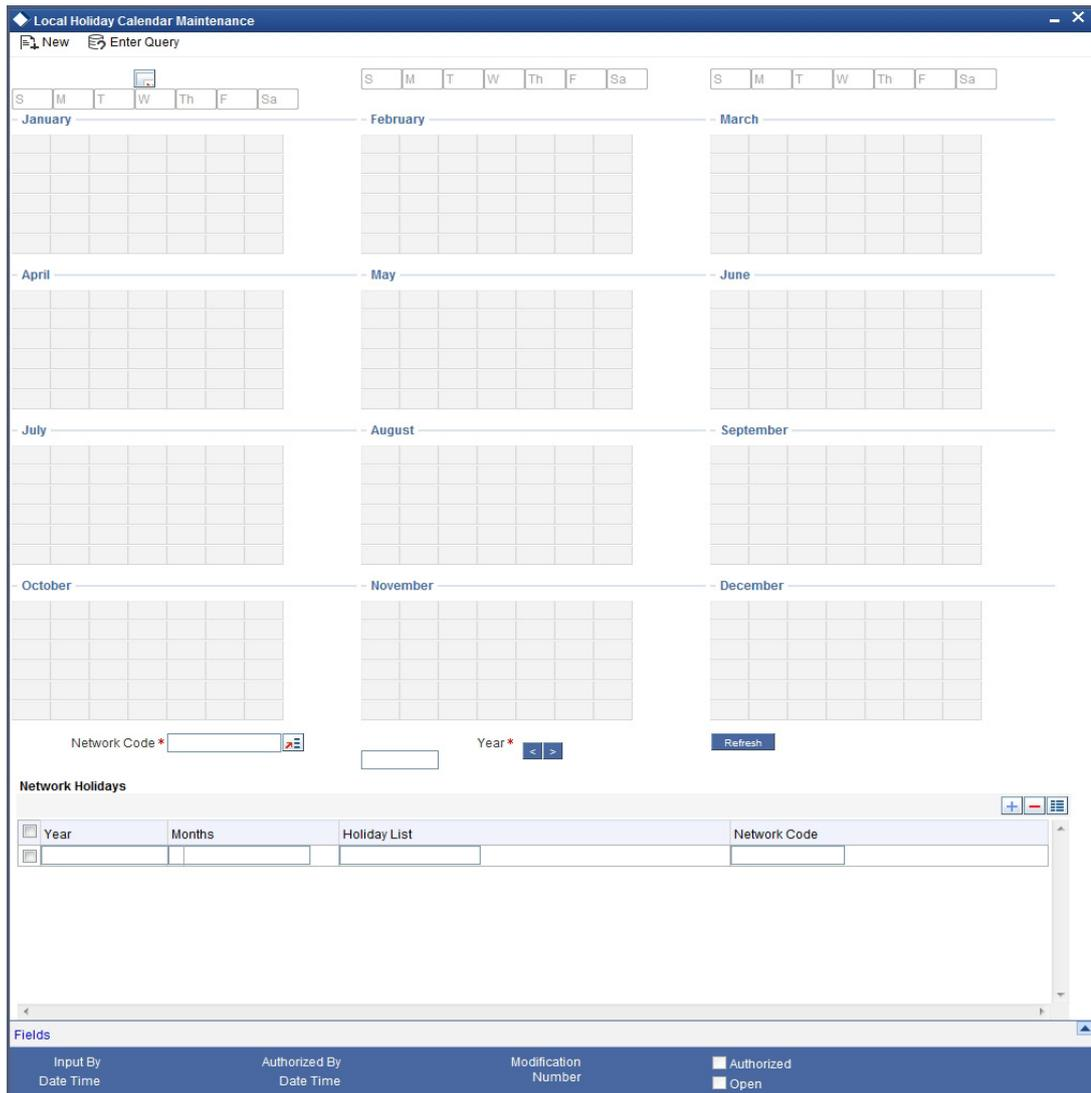 Local Holiday Calendar Maintenance
New Enter Query
S M T W Th F Sa
S M T W Th F Sa
S M T W Th F Sa
January February March
April May June
July August September
October November December
Network Code * Year * < > Refresh
Network Holidays
Year Months Holiday List Network Code
Fields
Input By Authorized By Modification Number Authorized
Date Time Date Time Open